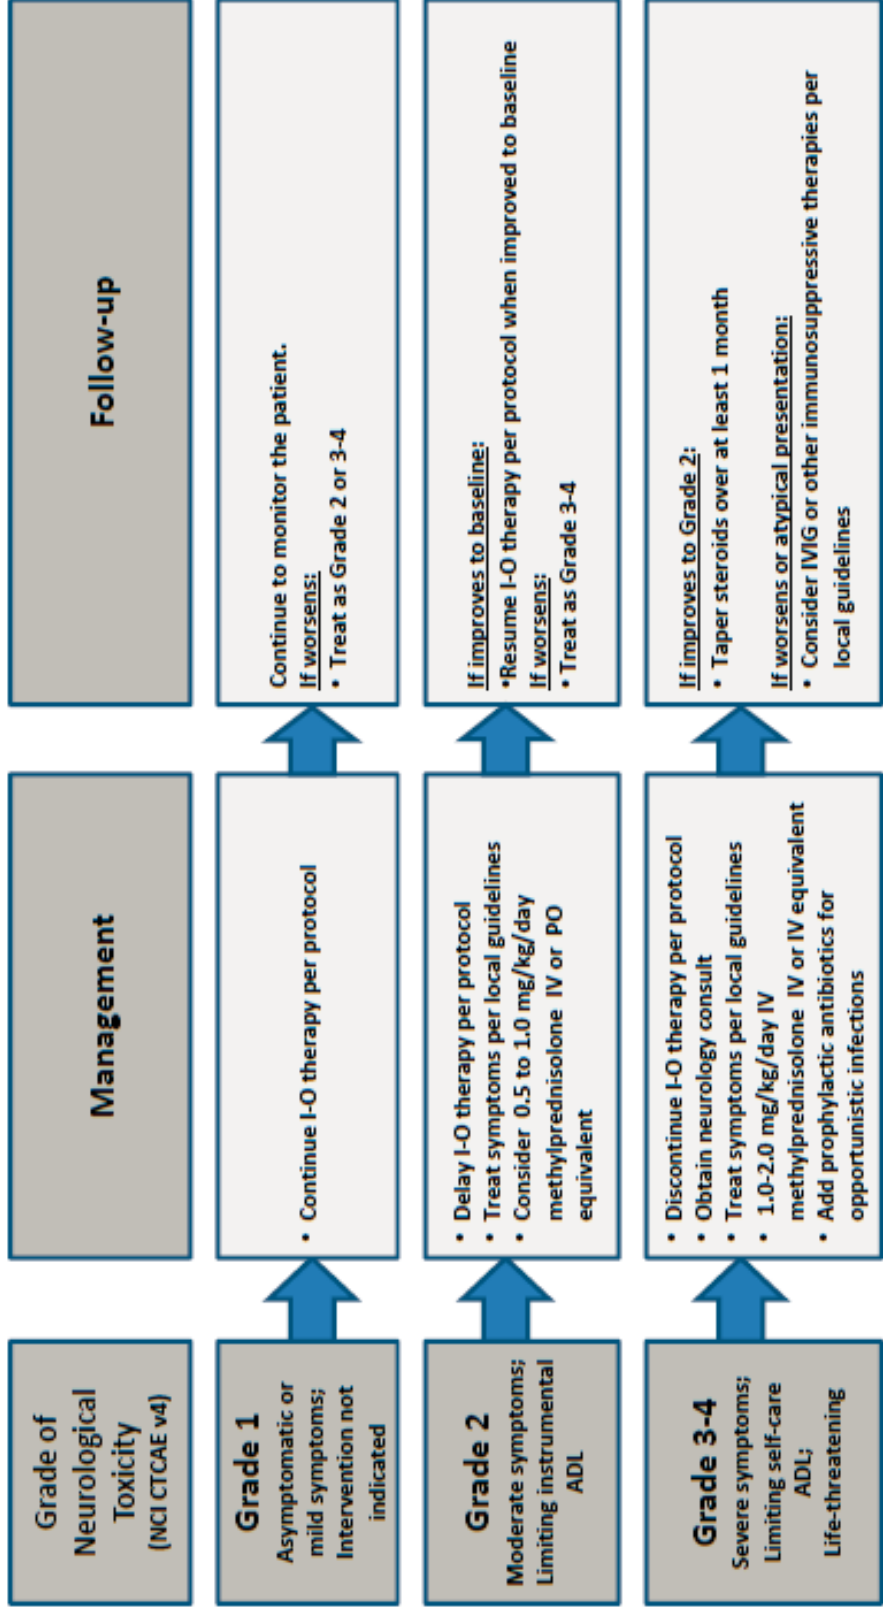 Grade of
Neurological
Toxicity
(NCI CTCAE v4)
Management
Follow-up
Grade 1
Asymptomatic or
mild symptoms;
Intervention not
indicated
• Continue I-O therapy per protocol
Continue to monitor the patient.
If worsens:
• Treat as Grade 2 or 3-4
Grade 2
Moderate symptoms;
Limiting instrumental
ADL
• Delay I-O therapy per protocol
• Treat symptoms per local guidelines
• Consider 0.5 to 1.0 mg/kg/day
methylprednisolone IV or PO
equivalent
If improves to baseline:
•Resume I-O therapy per protocol when improved to baseline
If worsens:
• Treat as Grade 3-4
Grade 3-4
Severe symptoms;
Limiting self-care
ADL;
Life-threatening
• Discontinue I-O therapy per protocol
• Obtain neurology consult
• Treat symptoms per local guidelines
• 1.0-2.0 mg/kg/day IV
methylprednisolone IV or IV equivalent
• Add prophylactic antibiotics for
opportunistic infections
If improves to Grade 2:
• Taper steroids over at least 1 month
If worsens or atypical presentation:
• Consider IVIG or other immunosuppressive therapies per
local guidelines